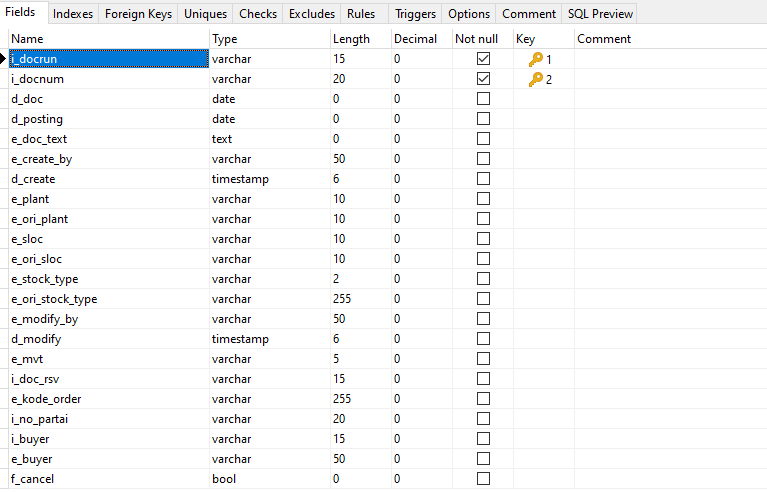 Fields Indexes Foreign Keys Uniques Checks Excludes Rules Triggers Options Comment SQL Preview
Name Type Length Decimal Not null Key Comment
i_docrun varchar 15 0 1
i_docnum varchar 20 0 2
d_doc date 0 0
d_posting date 0 0
e_doc_text text 0 0
e_create_by varchar 50 0
d_create timestamp 6 0
e_plant varchar 10 0
e_ori_plant varchar 10 0
e_sloc varchar 10 0
e_ori_sloc varchar 10 0
e_stock_type varchar 2 0
e_ori_stock_type varchar 255 0
e_modify_by varchar 50 0
d_modify timestamp 6 0
e_mvt varchar 5 0
i_doc_rsv varchar 15 0
e_kode_order varchar 255 0
i_no_partai varchar 20 0
i_buyer varchar 15 0
e_buyer varchar 50 0
f_cancel bool 0 0